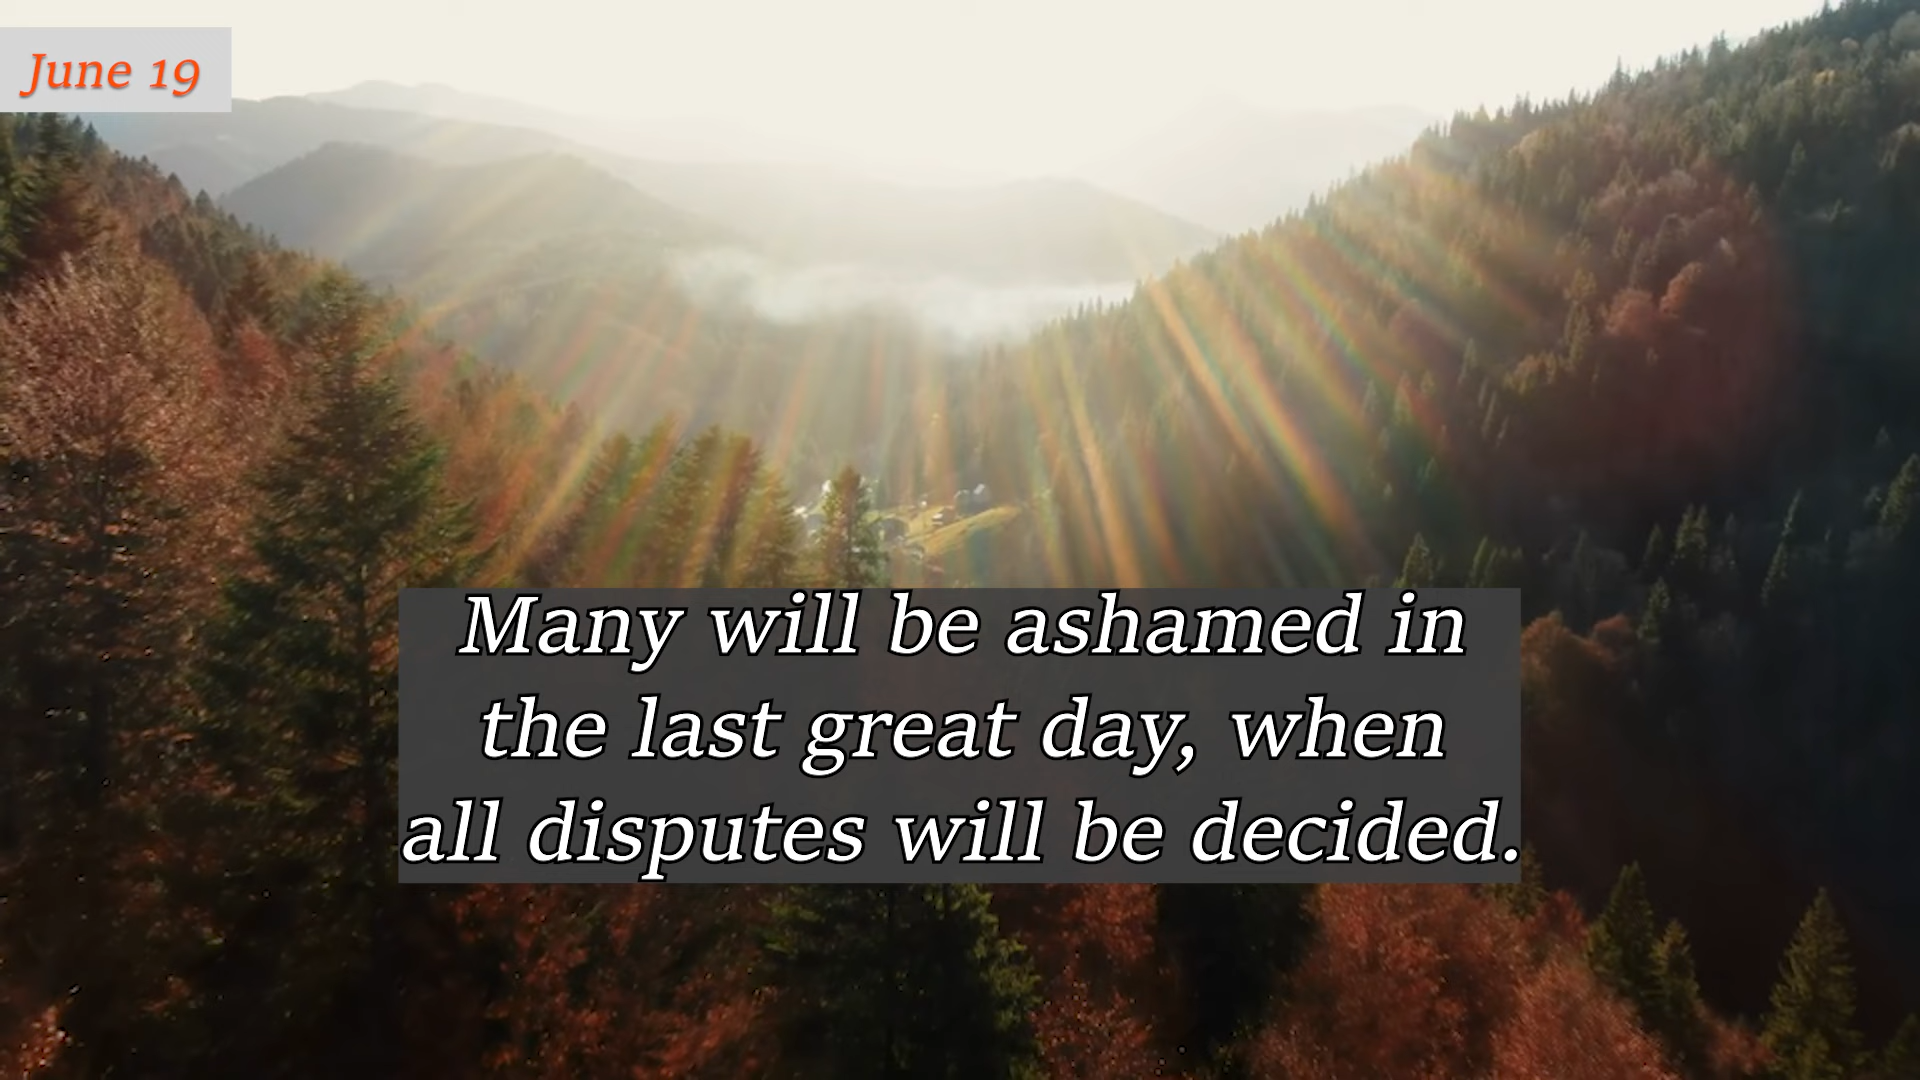 June 19
Many will be ashamed in
the last great day, when
all disputes will be decided.